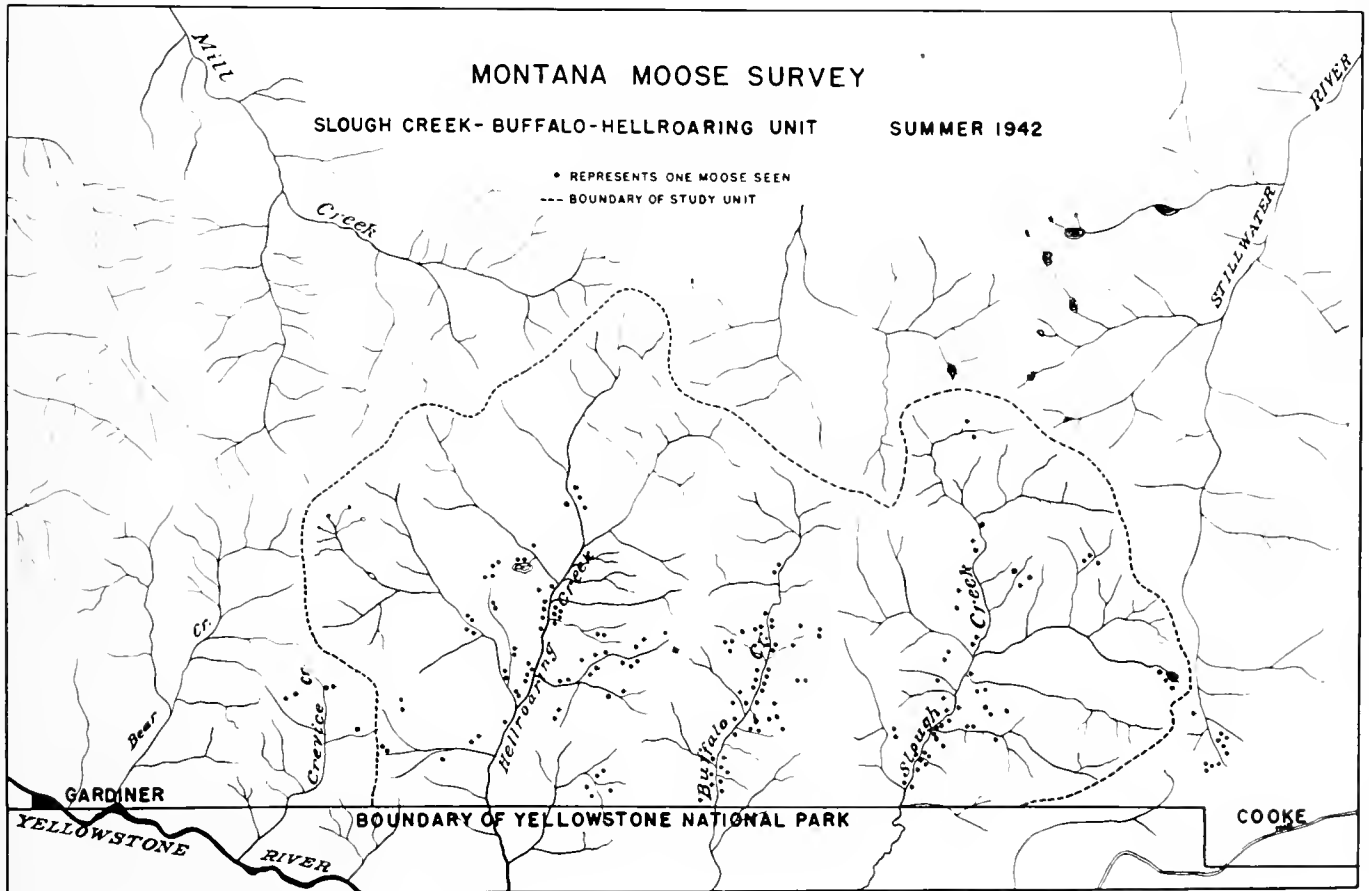 MONTANA MOOSE SURVEY
SLOUGH CREEK-BUFFALO-HELLROARING UNIT SUMMER 1942
• REPRESENTS ONE MOOSE SEEN
--- BOUNDARY OF STUDY UNIT
Mill
Creek
RIVER
STILLWATER
Bear
Cr.
Crevice
Cr
Hellroaring
Creek
Buffalo
Cr.
Slough
Creek
GARDINER
YELLOWSTONE
RIVER
BOUNDARY OF YELLOWSTONE NATIONAL PARK
COOKE